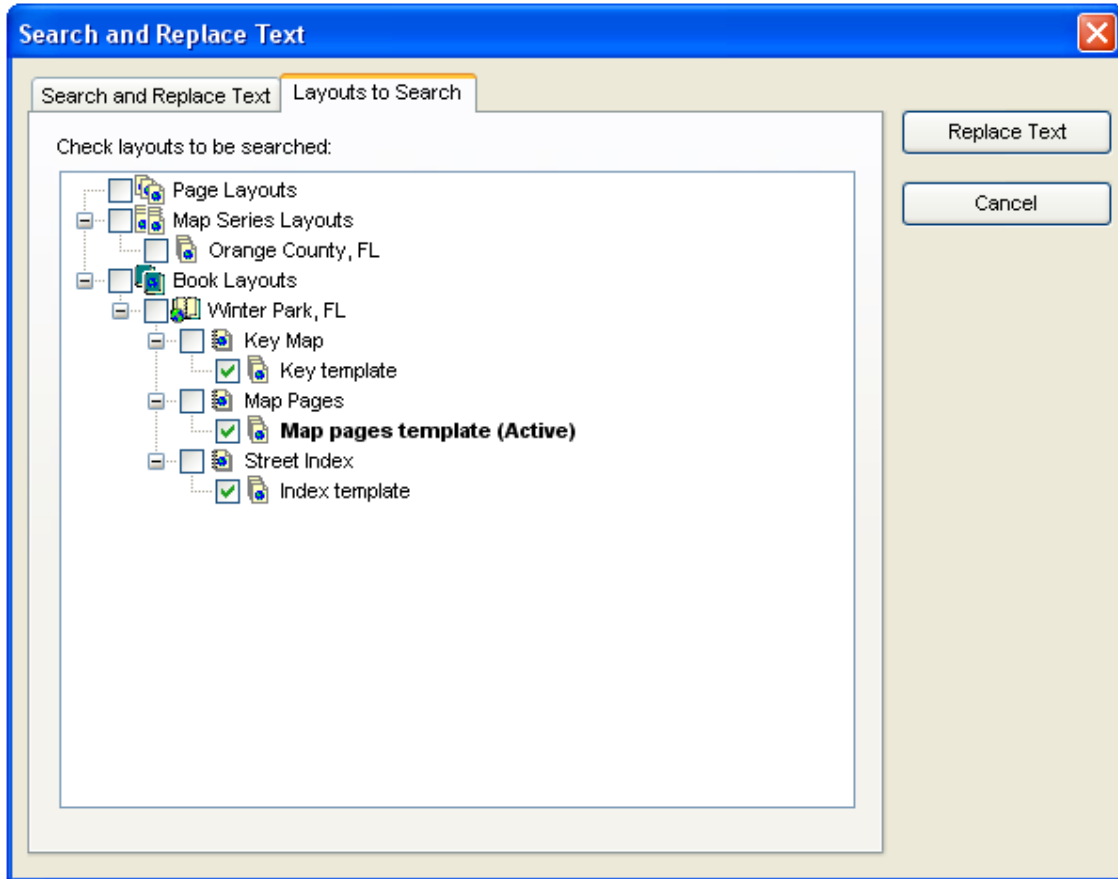 Search and Replace Text
Search and Replace Text
Layouts to Search
Replace Text
Check layouts to be searched:
Cancel
Page Layouts
Map Series Layouts
Orange County, FL
Book Layouts
Winter Park, FL
Key Map
Key template
Map Pages
Map pages template (Active)
Street Index
Index template